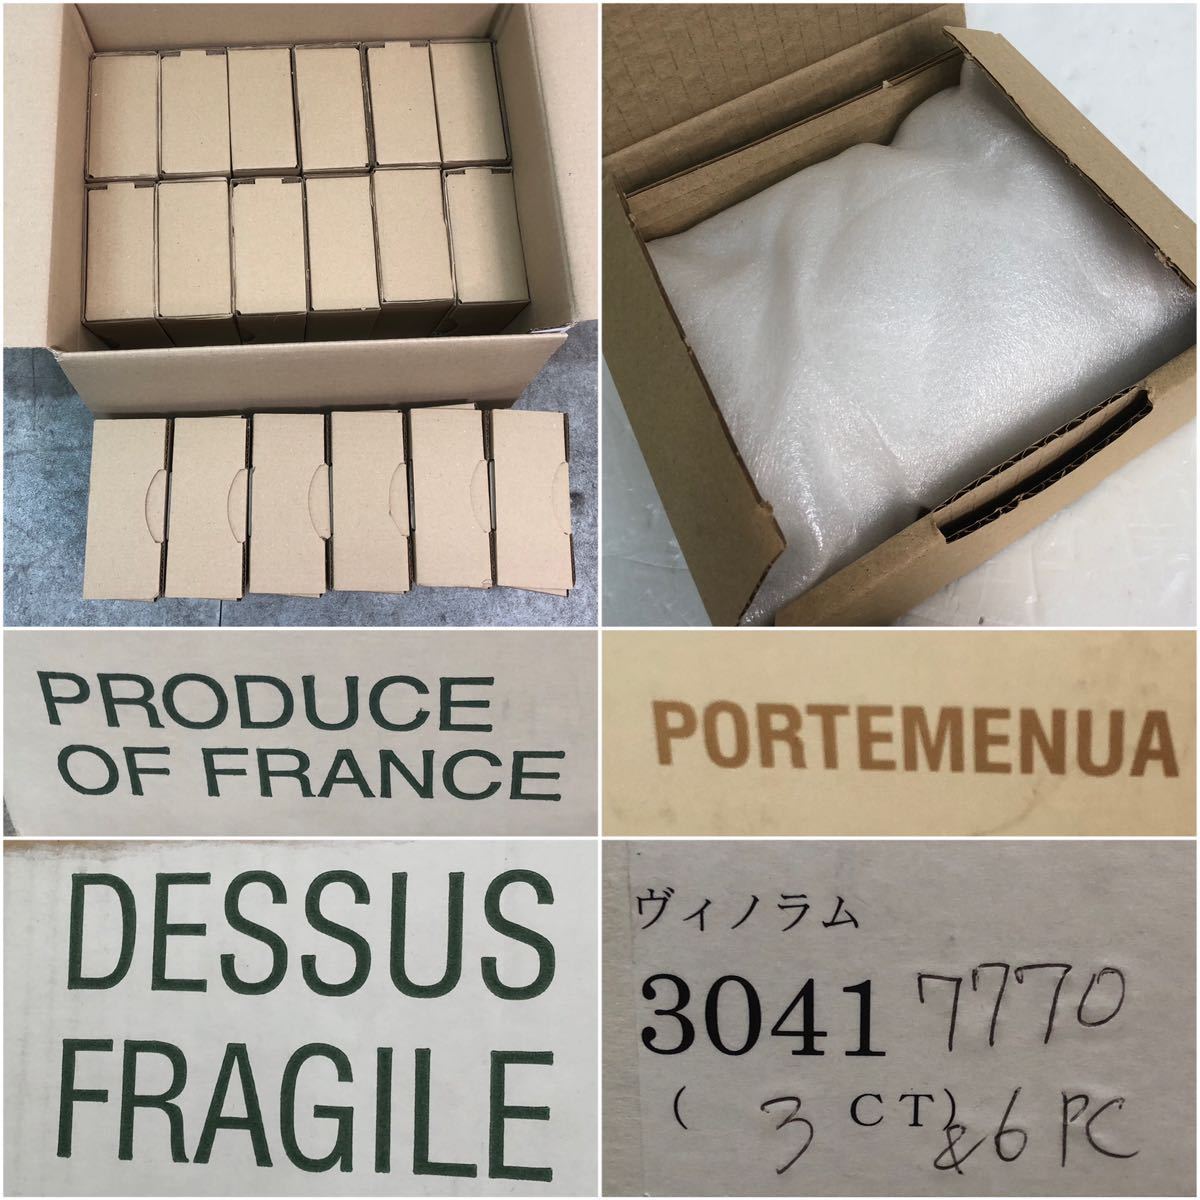 PRODUCE
OF FRANCE
PORTEMENUA
DESSUS
FRAGILE
ヴィノラム
3041 7770
( 3 CT) & 6 PC